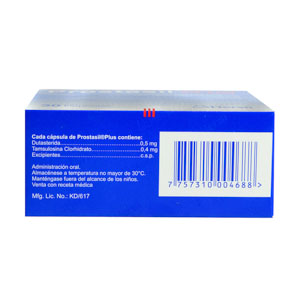 Cada cápsula de Prostasil®Plus contiene:
Dutasterida 0,5 mg
Tamsulosina Clorhidrato 0,4 mg
Excipientes c.s.p.
Administración oral.
Almacénese a temperatura no mayor de 30°C.
Manténgase fuera del alcance de los niños.
Venta con receta médica
Mfg. Lic. No.: KD/617
7 757310 004688 >